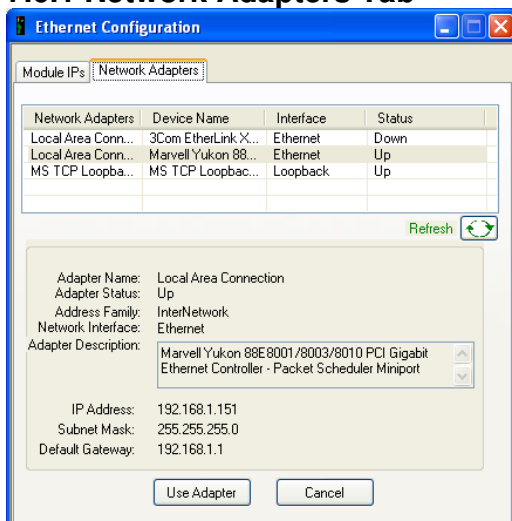 Ethernet Configuration
Module IPs Network Adapters
Network Adapters Device Name Interface Status
Local Area Conn... 3Com EtherLink X... Ethernet Down
Local Area Conn... Marvell Yukon 88... Ethernet Up
MS TCP Loopba... MS TCP Loopbac... Loopback Up
Refresh
Adapter Name: Local Area Connection
Adapter Status: Up
Address Family: InterNetwork
Network Interface: Ethernet
Adapter Description: Marvell Yukon 88E8001/8003/8010 PCI Gigabit
Ethernet Controller - Packet Scheduler Miniport
IP Address: 192.168.1.151
Subnet Mask: 255.255.255.0
Default Gateway: 192.168.1.1
Use Adapter Cancel